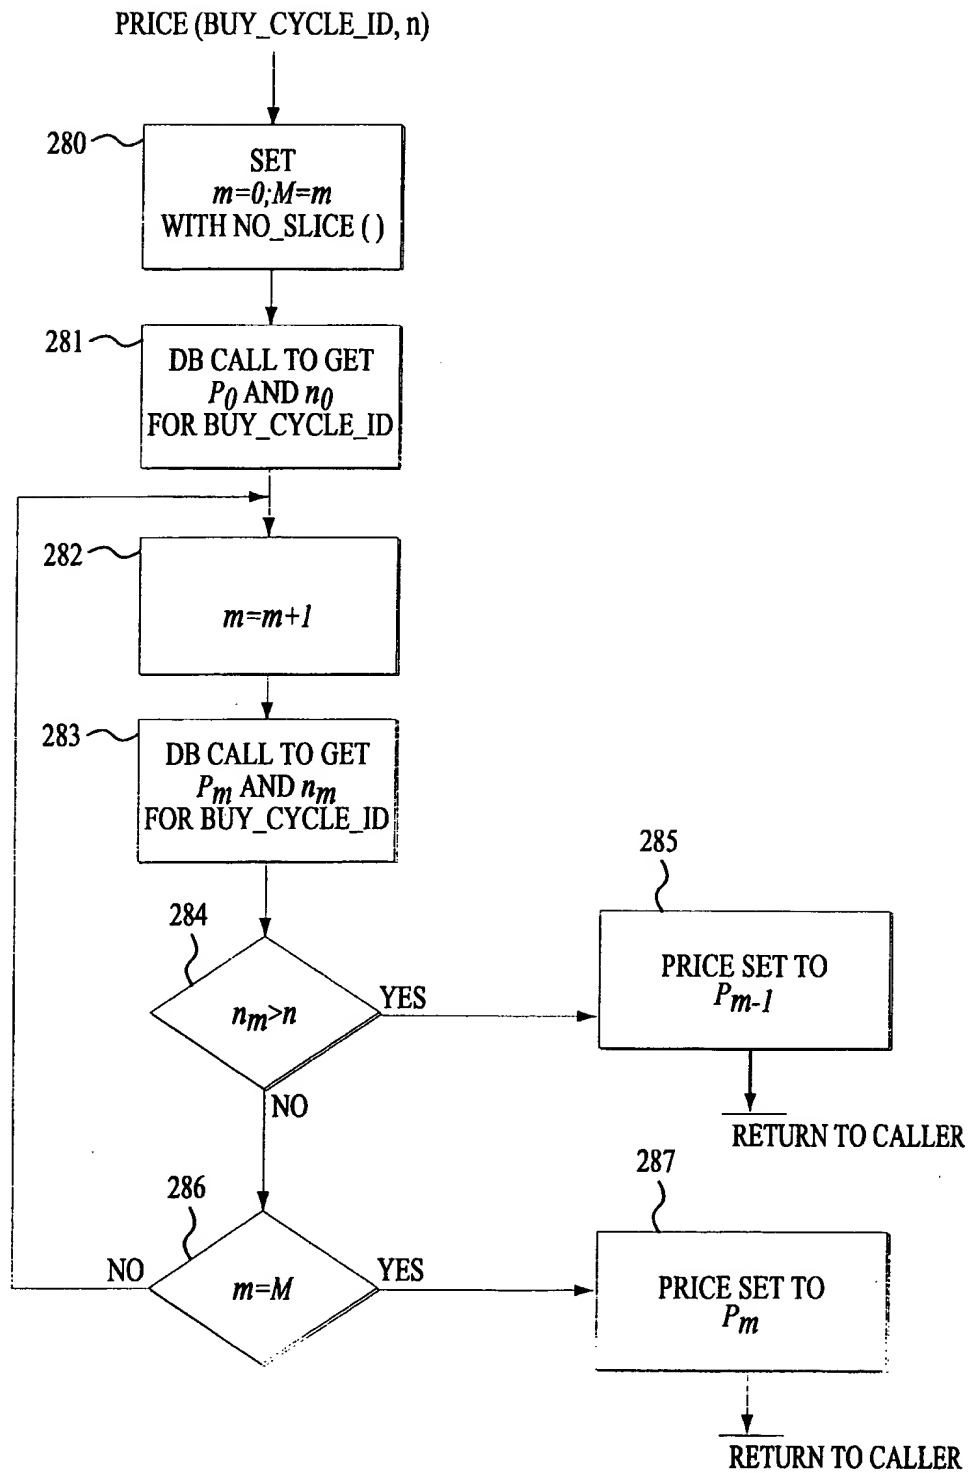 PRICE (BUY_CYCLE_ID, n)
280
SET
m=0;M=m
WITH NO_SLICE ( )
281
DB CALL TO GET
P0 AND n0
FOR BUY_CYCLE_ID
282
m=m+1
283
DB CALL TO GET
Pm AND nm
FOR BUY_CYCLE_ID
284
nm>n
YES
NO
285
PRICE SET TO
Pm-1
RETURN TO CALLER
286
m=M
NO
YES
287
PRICE SET TO
Pm
RETURN TO CALLER